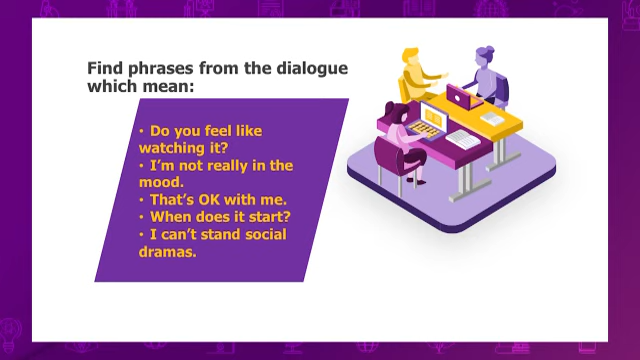 Find phrases from the dialogue
which mean:
• Do you feel like
watching it?
• I'm not really in the
mood.
• That's OK with me.
• When does it start?
• I can't stand social
dramas.